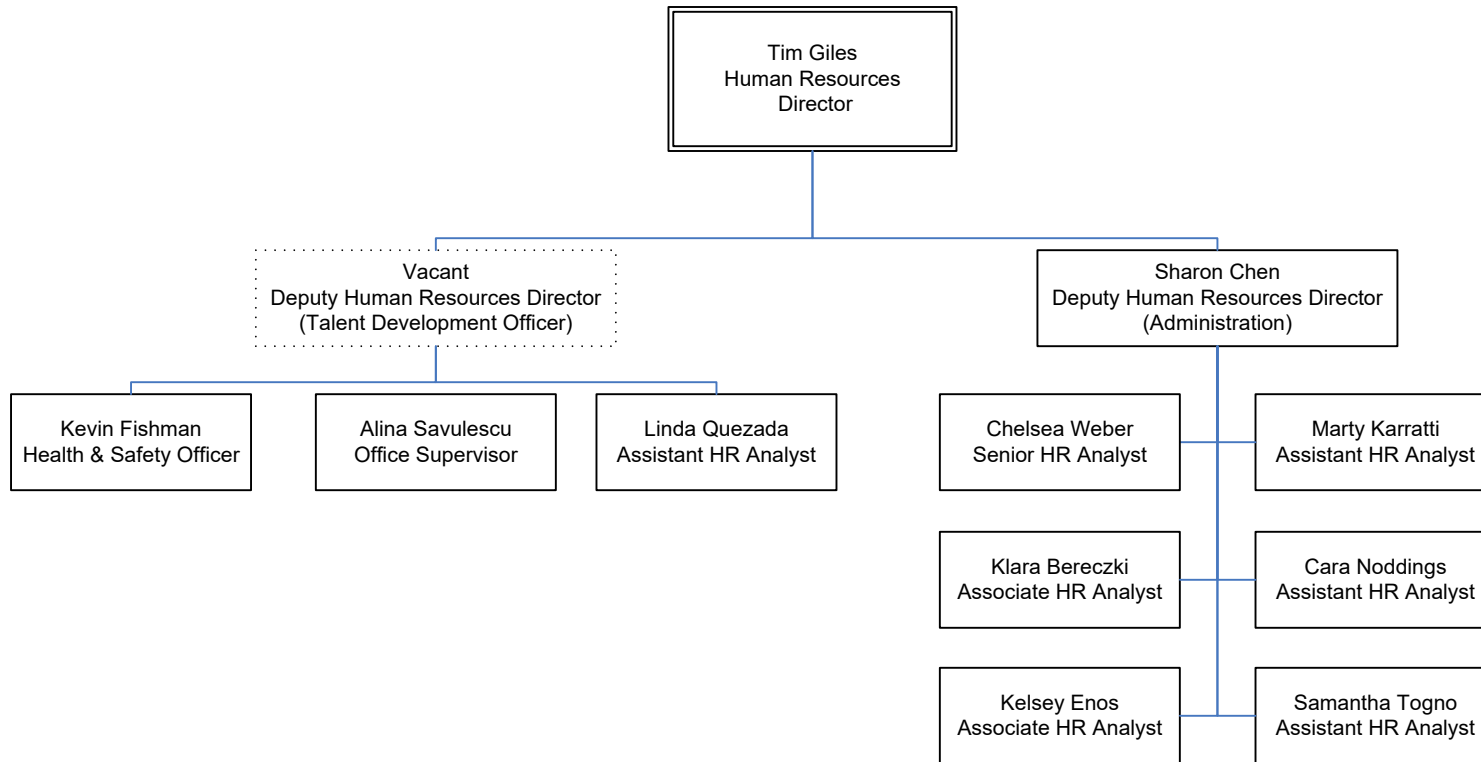 Tim Giles
Human Resources
Director
Vacant
Deputy Human Resources Director
(Talent Development Officer)
Sharon Chen
Deputy Human Resources Director
(Administration)
Kevin Fishman
Health & Safety Officer
Alina Savulescu
Office Supervisor
Linda Quezada
Assistant HR Analyst
Chelsea Weber
Senior HR Analyst
Marty Karratti
Assistant HR Analyst
Klara Bereczki
Associate HR Analyst
Cara Noddings
Assistant HR Analyst
Kelsey Enos
Associate HR Analyst
Samantha Togno
Assistant HR Analyst